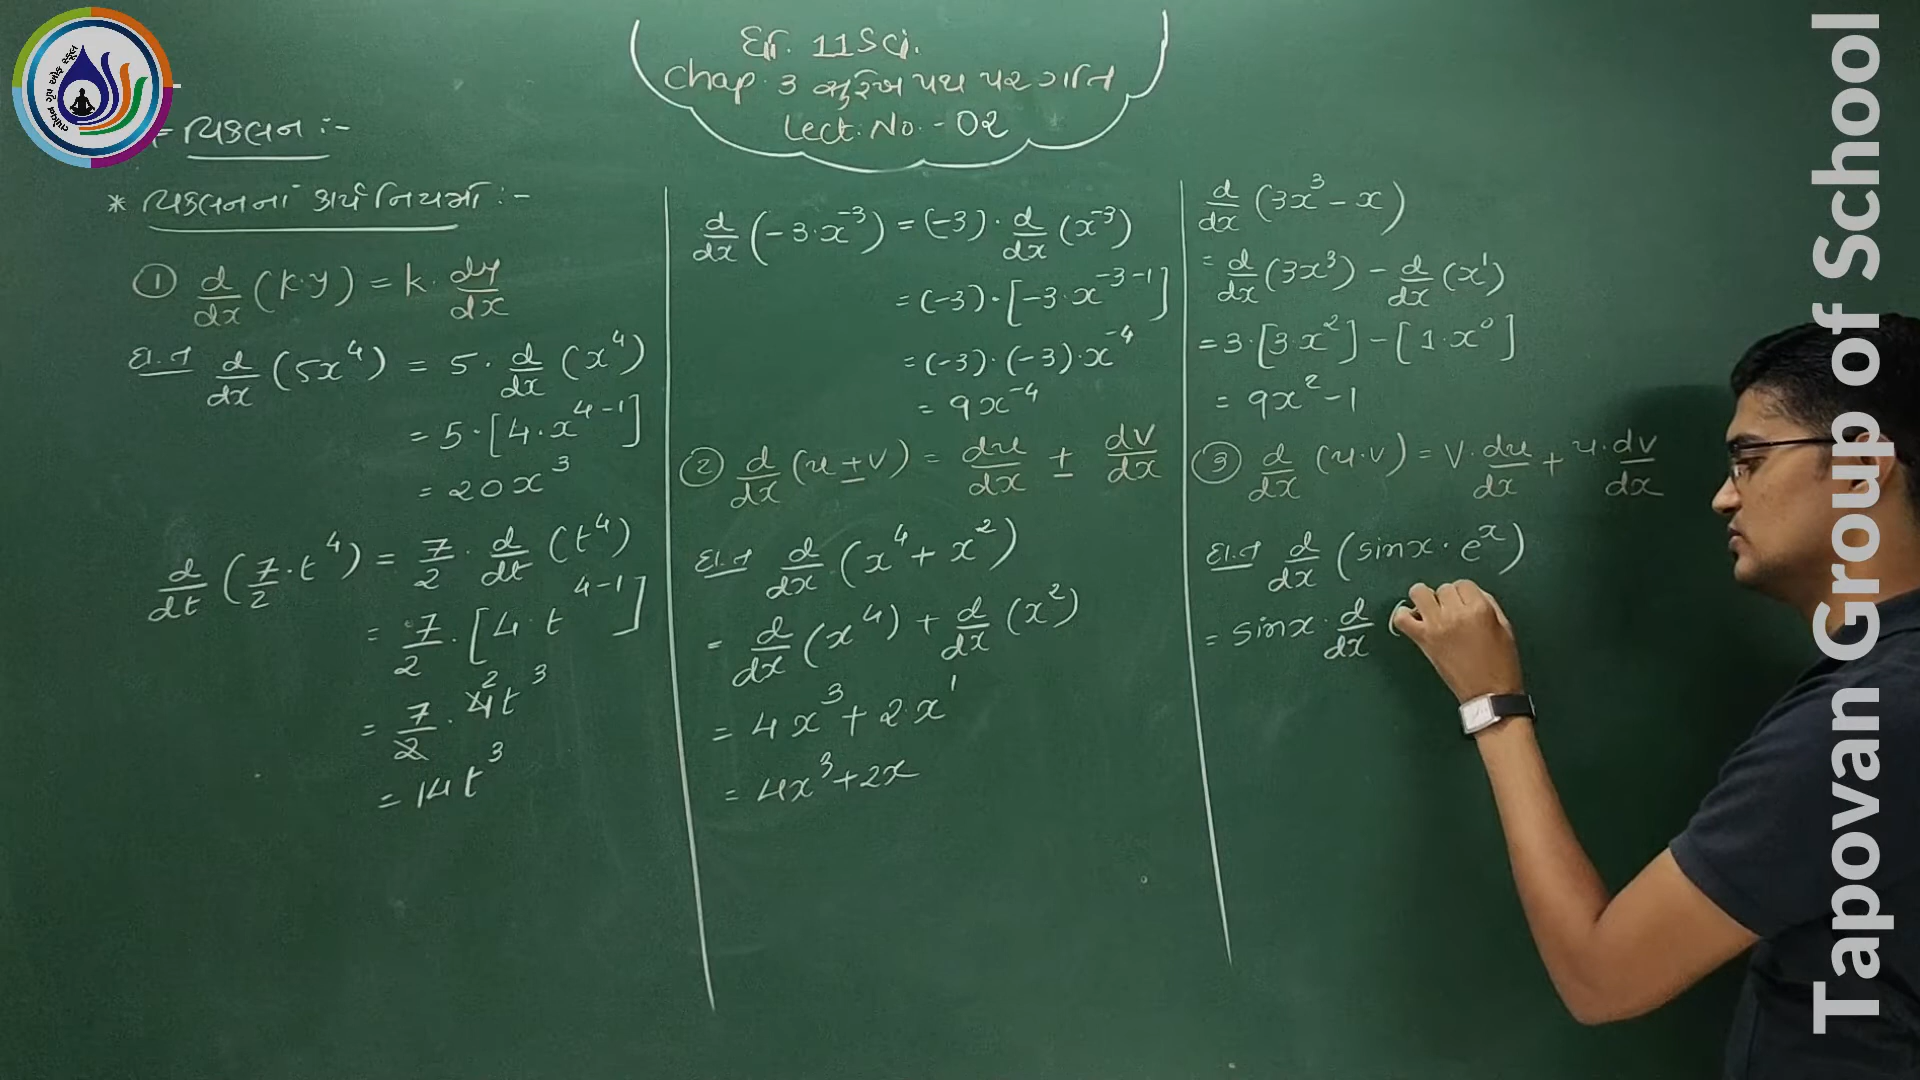 ધો. 11 Sci.
Chap. 3 સુરેખ પથ પર ગતિ
Lect. No. - 02
વિકલન :-
* વિકલનના કાર્ય નિયમો :-
① d/dx (k·y) = k · dy/dx
દા.ત d/dx (5x⁴) = 5 · d/dx (x⁴)
= 5 · [4 · x⁴⁻¹]
= 20x³
d/dt (7/2 · t⁴) = 7/2 · d/dt (t⁴)
= 7/2 · [4 · t⁴⁻¹]
= 7/2 · 4t³ 2
= 14t³
d/dx (-3·x⁻³) = (-3) · d/dx (x⁻³)
= (-3) · [-3·x⁻³⁻¹]
= (-3) · (-3) · x⁻⁴
= 9x⁻⁴
② d/dx (u ± v) = du/dx ± dv/dx
દા.ત d/dx (x⁴ + x²)
= d/dx (x⁴) + d/dx (x²)
= 4x³ + 2·x¹
= 4x³ + 2x
d/dx (3x³ - x)
= d/dx (3x³) - d/dx (x¹)
= 3·[3·x²] - [1·x⁰]
= 9x² - 1
③ d/dx (u·v) = v · du/dx + u · dv/dx
દા.ત d/dx (sinx · eˣ)
= sinx · d/dx (
Tapovan Group of School